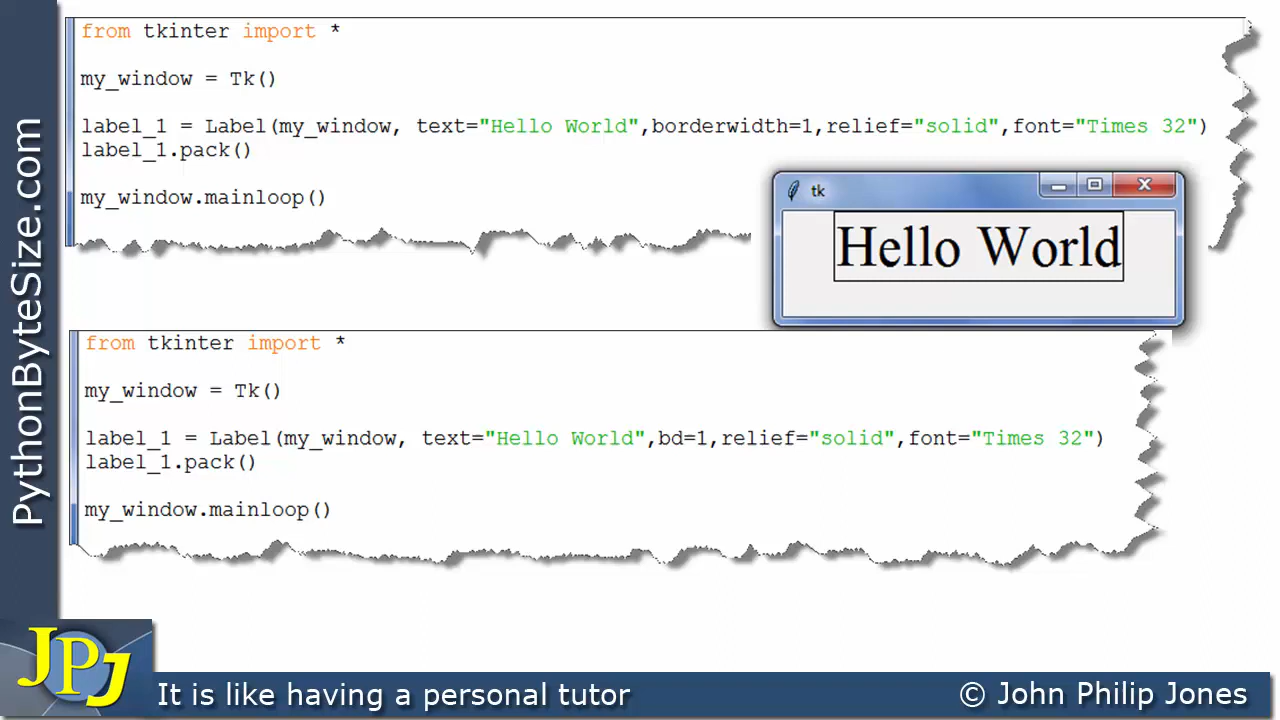 from tkinter import *
my_window = Tk()
label_1 = Label(my_window, text="Hello World",borderwidth=1,relief="solid",font="Times 32")
label_1.pack()
my_window.mainloop()
tk
Hello World
from tkinter import *
my_window = Tk()
label_1 = Label(my_window, text="Hello World",bd=1,relief="solid",font="Times 32")
label_1.pack()
my_window.mainloop()
PythonByteSize.com
JPJ
It is like having a personal tutor
© John Philip Jones